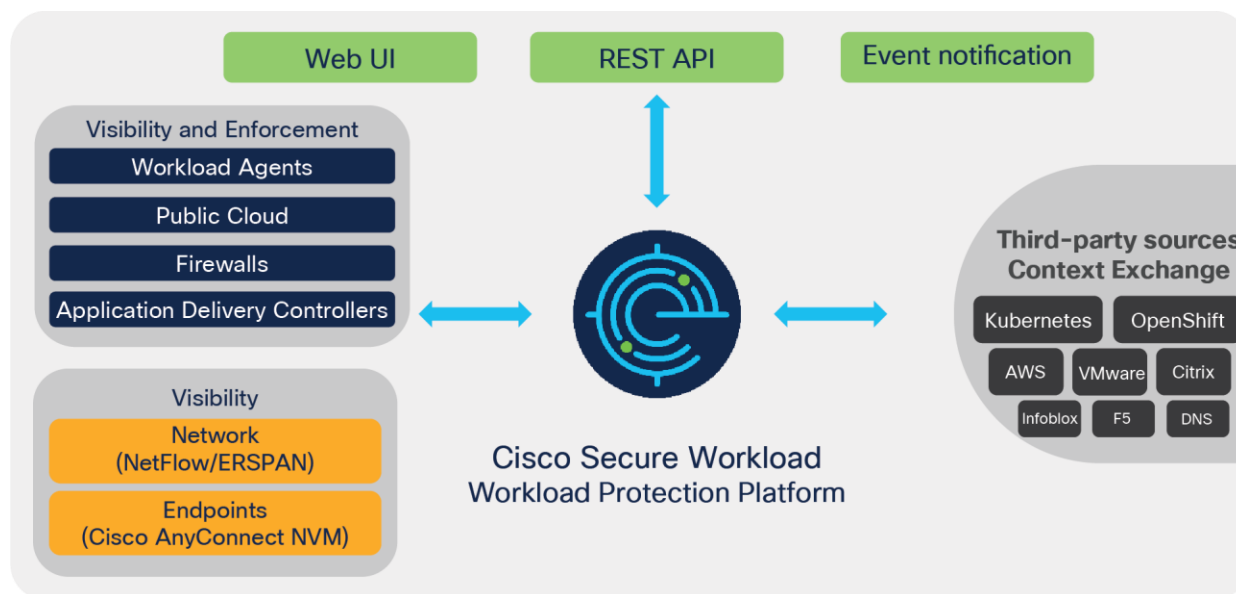 Web UI
REST API
Event notification
Visibility and Enforcement
Workload Agents
Public Cloud
Firewalls
Application Delivery Controllers
Visibility
Network
(NetFlow/ERSPAN)
Endpoints
(Cisco AnyConnect NVM)
Cisco Secure Workload
Workload Protection Platform
Third-party sources
Context Exchange
Kubernetes
OpenShift
AWS
VMware
Citrix
Infoblox
F5
DNS